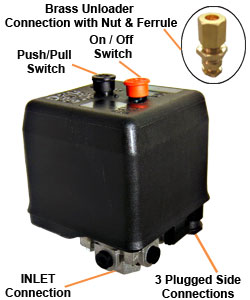 Brass Unloader
Connection with Nut & Ferrule
On / Off
Switch
Push/Pull
Switch
INLET
Connection
3 Plugged Side
Connections